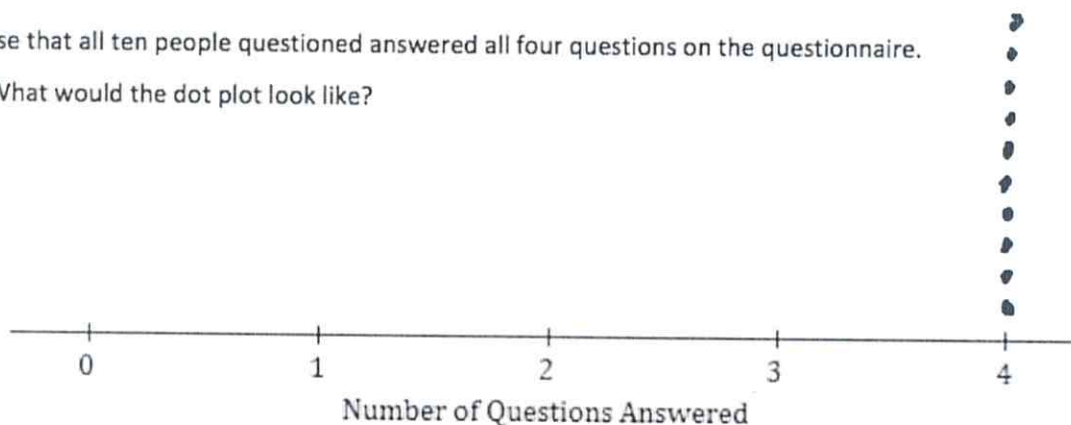 se that all ten people questioned answered all four questions on the questionnaire.
What would the dot plot look like?
0 1 2 3 4
Number of Questions Answered